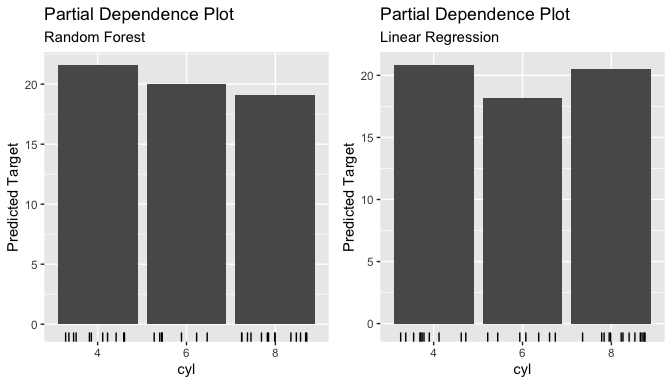 Partial Dependence Plot
Random Forest
Predicted Target
20
15
10
5
0
4
6
8
cyl
Partial Dependence Plot
Linear Regression
Predicted Target
20
15
10
5
0
4
6
8
cyl